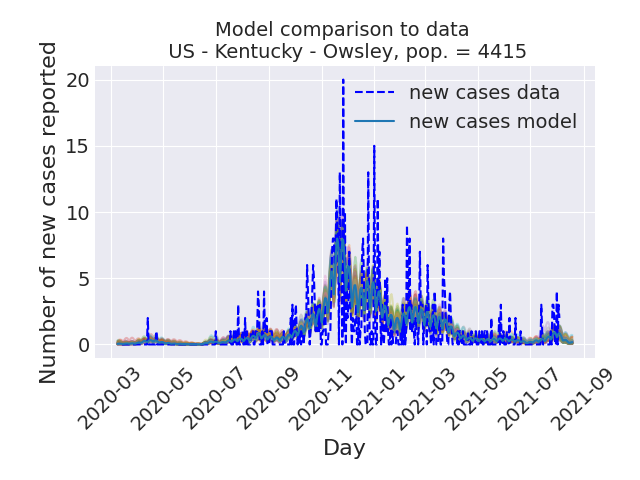 Model comparison to data
US - Kentucky - Owsley, pop. = 4415
new cases data
new cases model
Number of new cases reported
20
15
10
5
0
2020-03
2020-05
2020-07
2020-09
2020-11
2021-01
2021-03
2021-05
2021-07
2021-09
Day